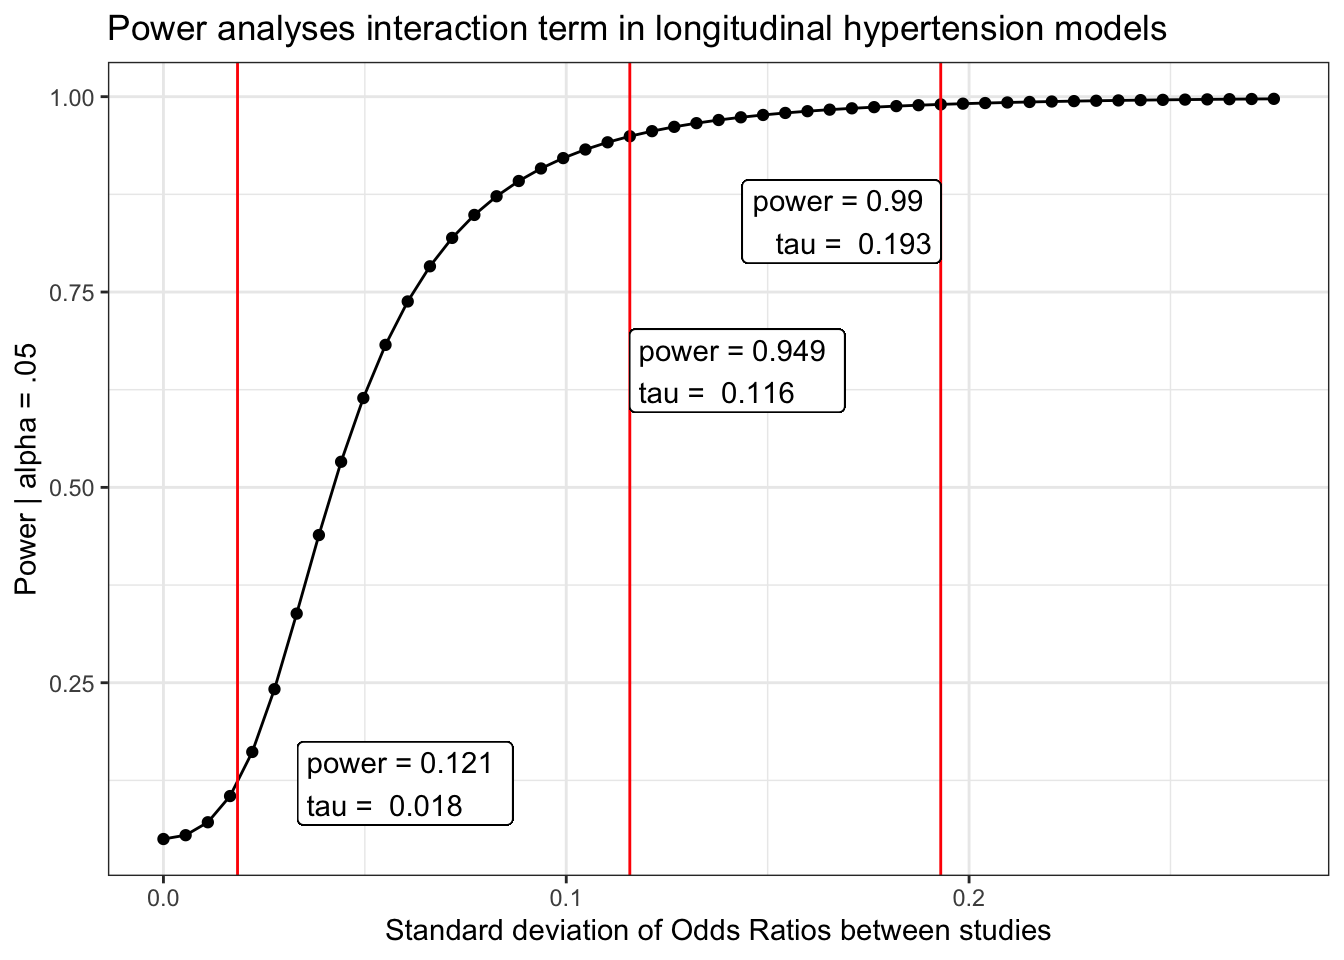 Power analyses interaction term in longitudinal hypertension models
Power | alpha = .05
1.00
0.75
0.50
0.25
power = 0.99
tau =  0.193
power = 0.949
tau =  0.116
power = 0.121
tau =  0.018
0.0
0.1
0.2
Standard deviation of Odds Ratios between studies